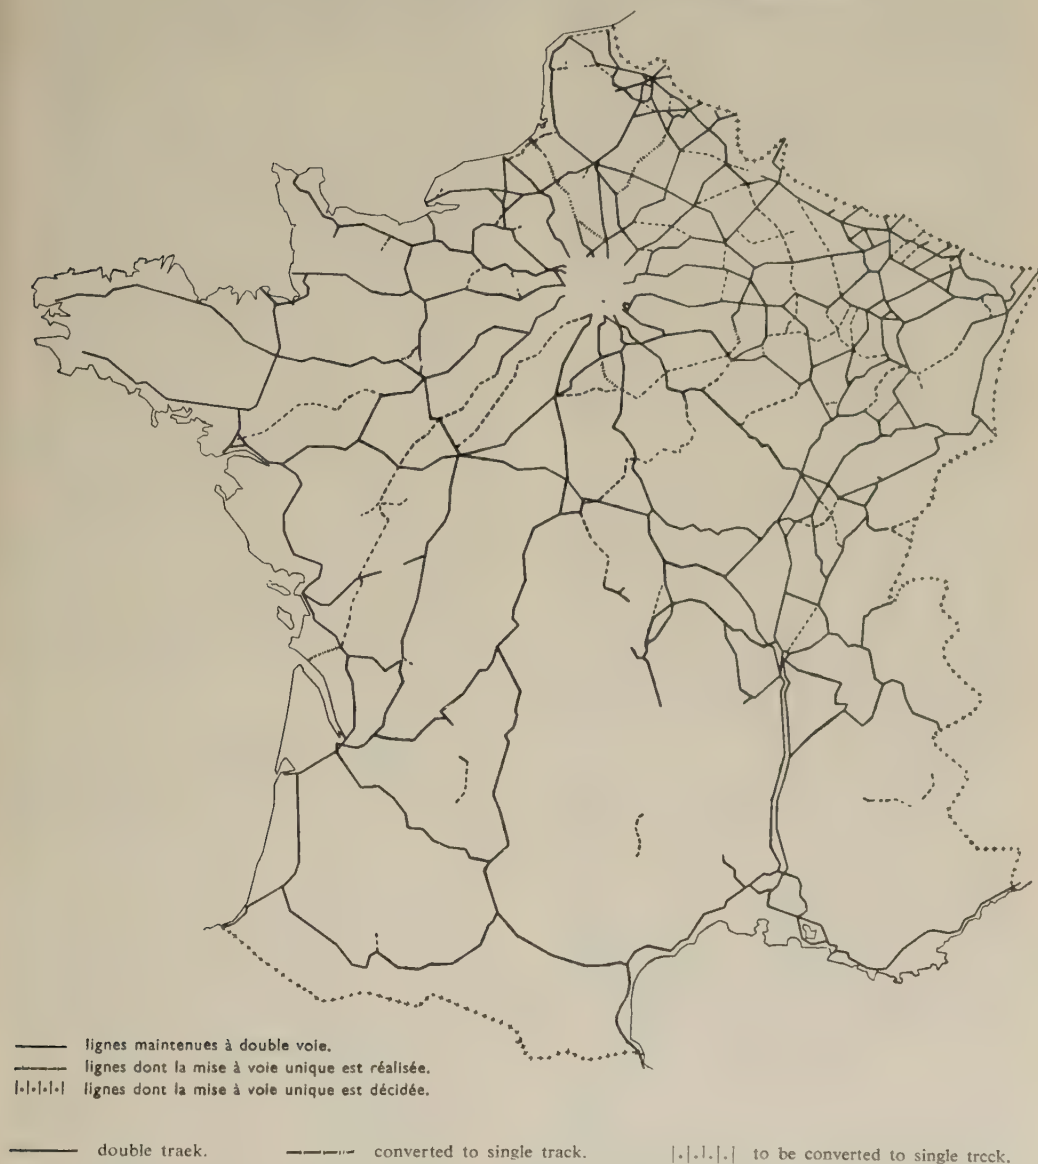 lignes maintenues à double voie.
lignes dont la mise à voie unique est réalisée.
lignes dont la mise à voie unique est décidée.
double traek.
converted to single track.
to be converted to single trcck.